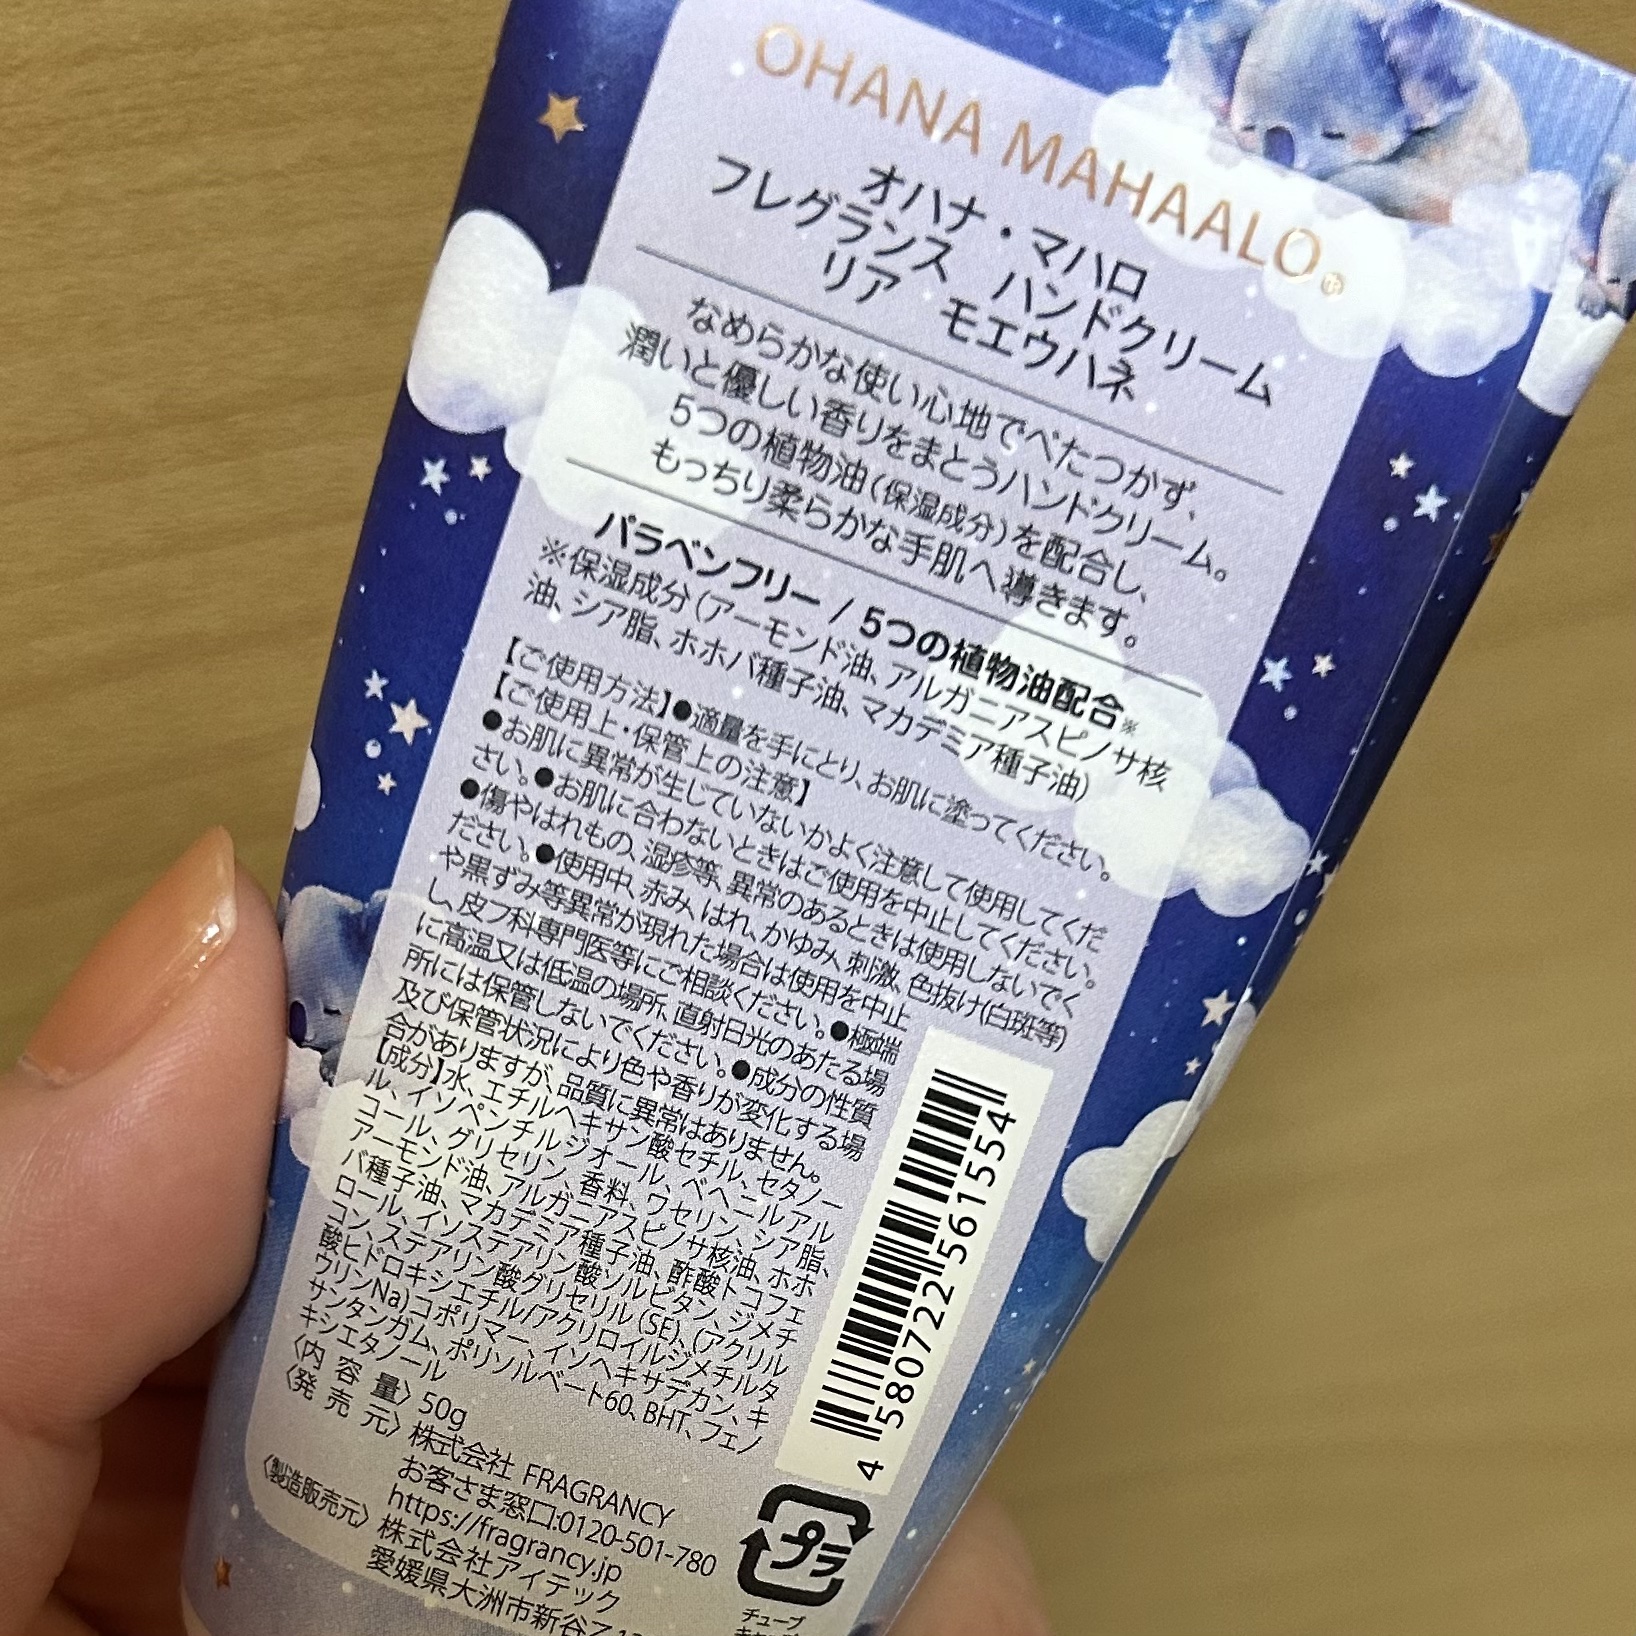 OHANA MAHAALO®
オハナ・マハロ
フレグランス ハンドクリーム
リア モエウハネ
なめらかな使い心地でべたつかず、
潤いと優しい香りをまとうハンドクリーム。
5つの植物油(保湿成分)を配合し、
もっちり柔らかな手肌へ導きます。
パラベンフリー / 5つの植物油配合※
※保湿成分(アーモンド油、アルガニアスピノサ核
油、シア脂、ホホバ種子油、マカデミア種子油)
【ご使用方法】●適量を手にとり、お肌に塗ってください。
【ご使用上・保管上の注意】
●お肌に異常が生じていないかよく注意して使用してくだ
さい。●お肌に合わないときはご使用を中止してください。
●傷やはれもの、湿疹等、異常のあるときは使用しないでく
ださい。●使用中、赤み、はれ、かゆみ、刺激、色抜け(白斑等)
や黒ずみ等異常が現れた場合は使用を中止
し、皮フ科専門医等にご相談ください。●極端
に高温又は低温の場所、直射日光のあたる場
所には保管しないでください。●成分の性質
及び保管状況により色や香りが変化する場
合がありますが、品質に異常はありません。
【成分】水、エチルヘキサン酸セチル、セタノー
ル、イソペンチルジオール、ベヘニルアル
コール、グリセリン、香料、ワセリン、シア脂、
アーモンド油、アルガニアスピノサ核油、ホホ
バ種子油、マカデミア種子油、酢酸トコフェ
ロール、イソステアリン酸ソルビタン、ジメチ
コン、ステアリン酸グリセリル(SE)、(アクリル
酸ヒドロキシエチル/アクリロイルジメチルタ
ウリンNa)コポリマー、イソヘキサデカン、キ
サンタンガム、ポリソルベート60、BHT、フェノ
キシエタノール
〈内 容 量〉50g
〈発 売 元〉株式会社 FRAGRANCY
お客さま窓口:0120-501-780
https://fragrancy.jp
〈製造販売元〉株式会社アイテック
愛媛県大洲市新谷乙
4 580722 561554
プラ
チューブ